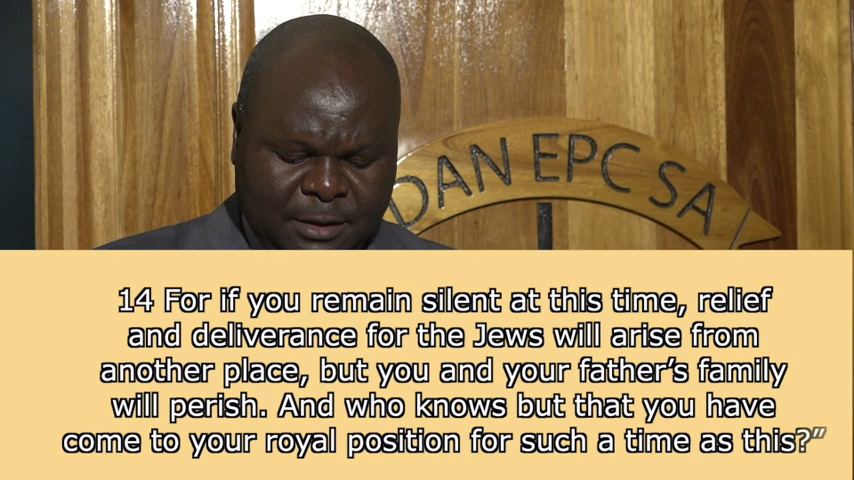 DAN EPC SA
14 For if you remain silent at this time, relief
and deliverance for the Jews will arise from
another place, but you and your father’s family
will perish. And who knows but that you have
come to your royal position for such a time as this?”